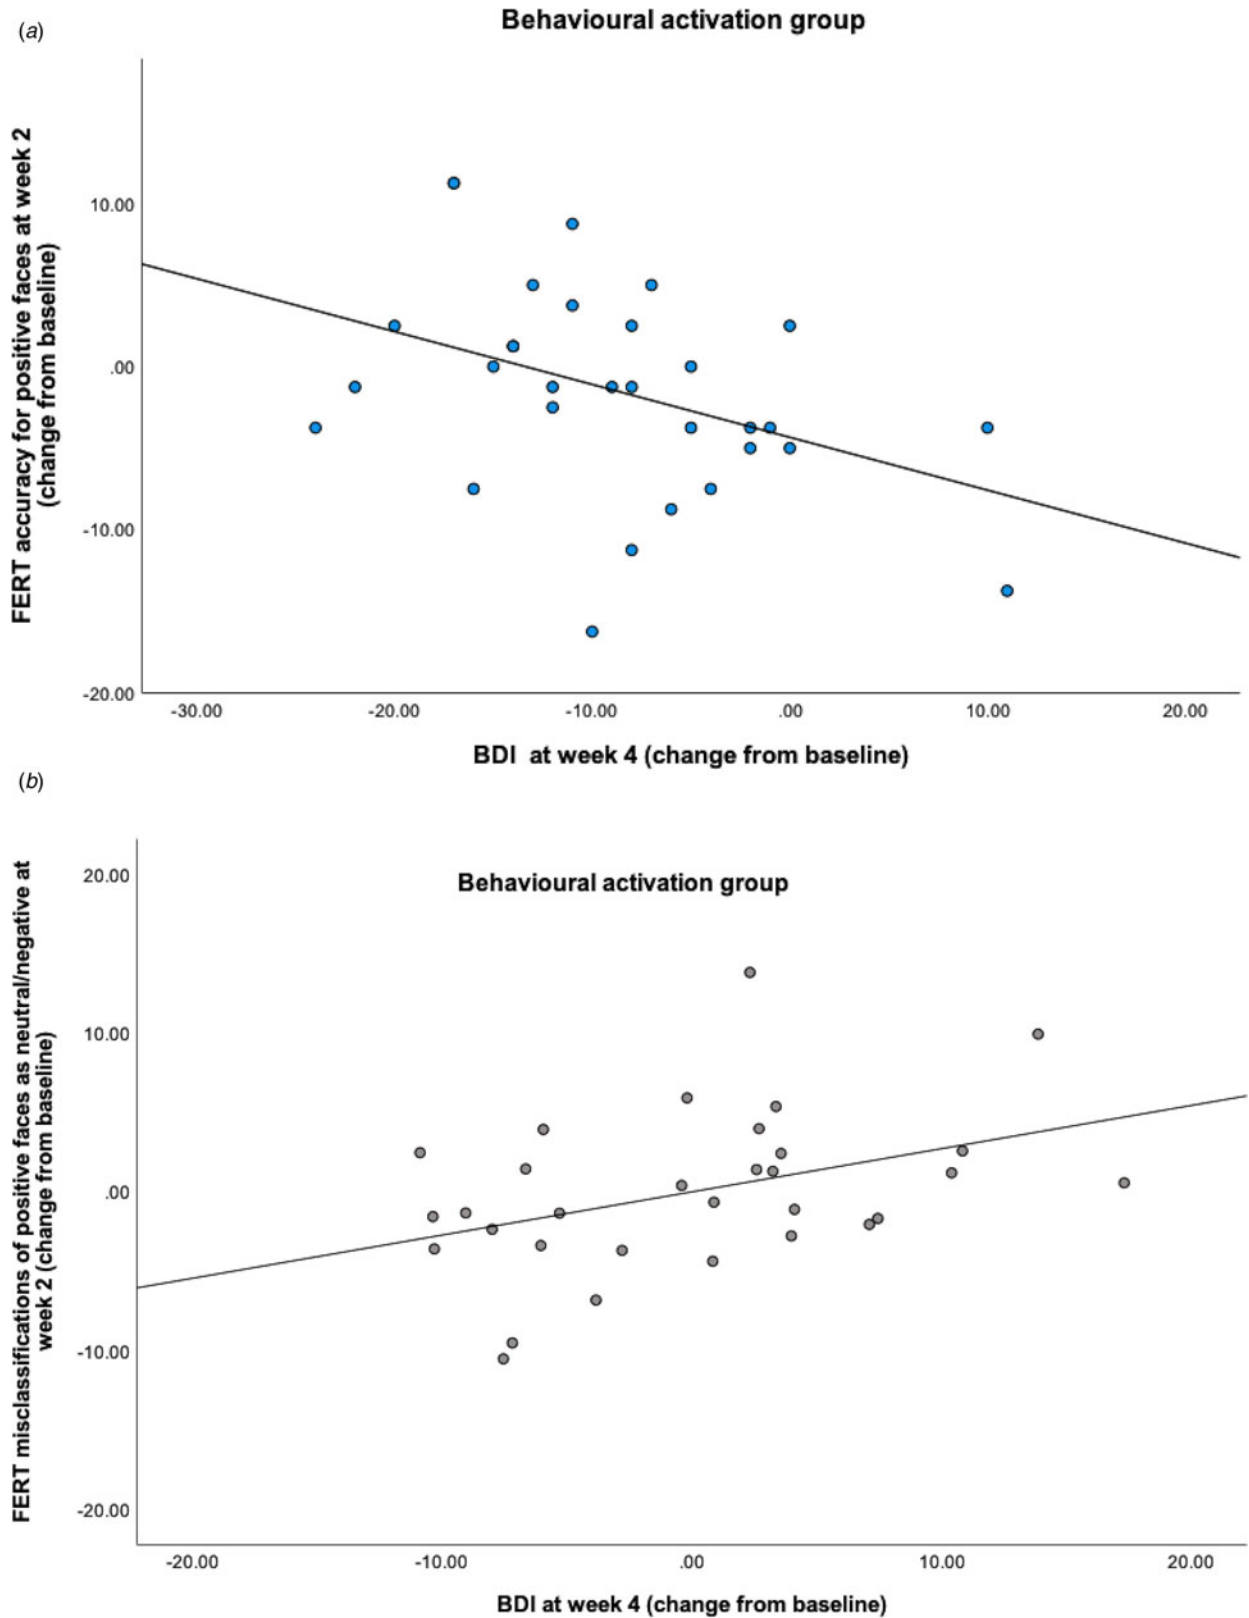 (a)
Behavioural activation group
FERT accuracy for positive faces at week 2
(change from baseline)
10.00
.00
-10.00
-20.00
-30.00
-20.00
-10.00
.00
10.00
20.00
BDI at week 4 (change from baseline)
(b)
Behavioural activation group
FERT misclassifications of positive faces as neutral/negative at
week 2 (change from baseline)
20.00
10.00
.00
-10.00
-20.00
-20.00
-10.00
.00
10.00
20.00
BDI at week 4 (change from baseline)